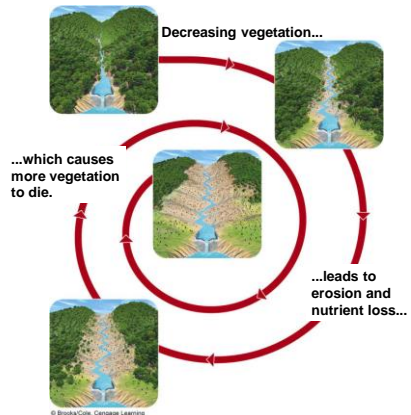 Decreasing vegetation...
...which causes
more vegetation
to die.
...leads to
erosion and
nutrient loss...
© Brooks/Cole, Cengage Learning